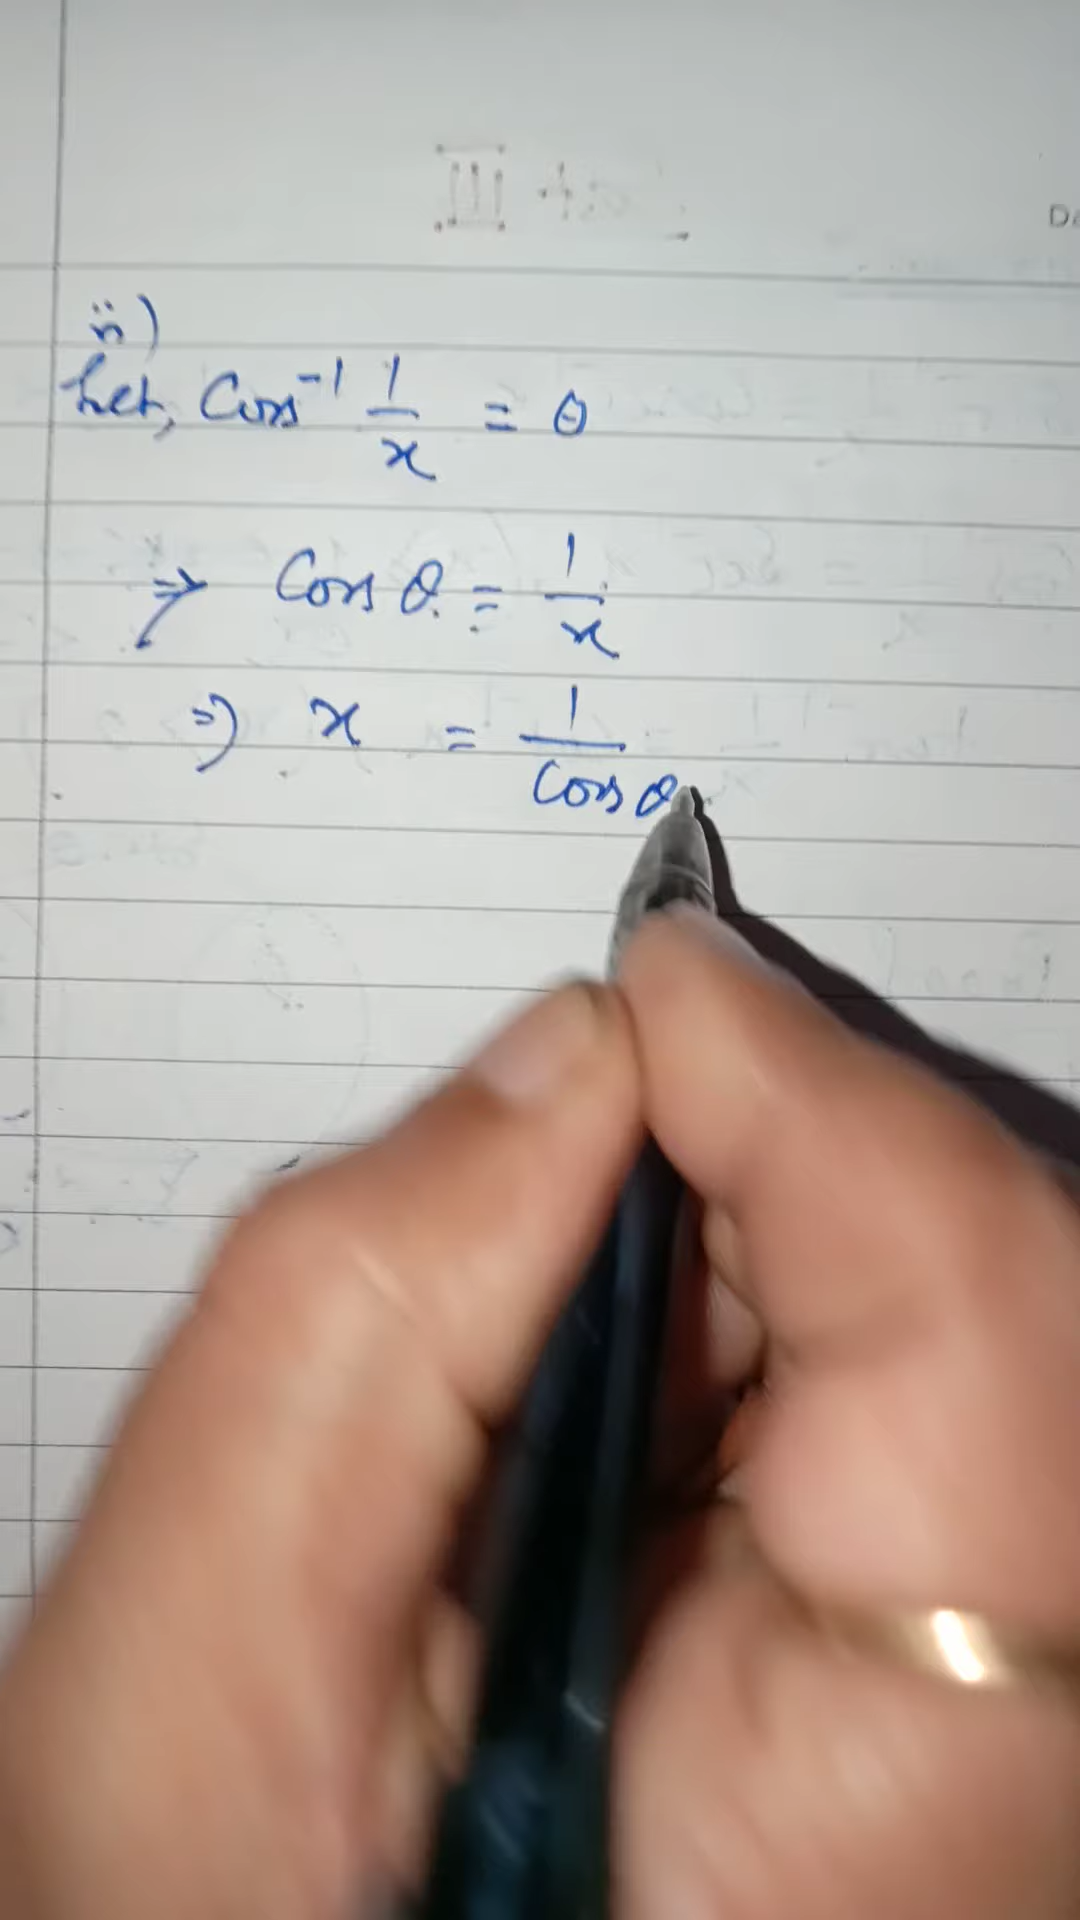 ii)
Let, Cos⁻¹ 1/x = θ
⇒ Cos θ = 1/x
⇒ x = 1/Cos θ